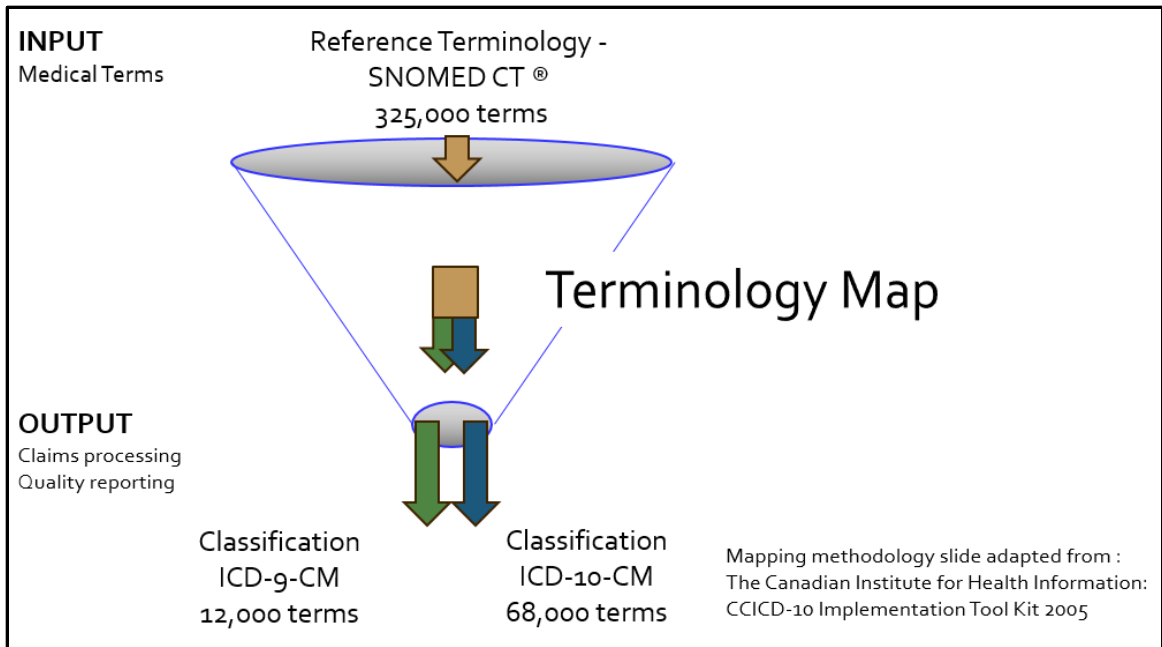 INPUT
Medical Terms
Reference Terminology -
SNOMED CT ®
325,000 terms
Terminology Map
OUTPUT
Claims processing
Quality reporting
Classification
ICD-9-CM
12,000 terms
Classification
ICD-10-CM
68,000 terms
Mapping methodology slide adapted from :
The Canadian Institute for Health Information:
CCICD-10 Implementation Tool Kit 2005